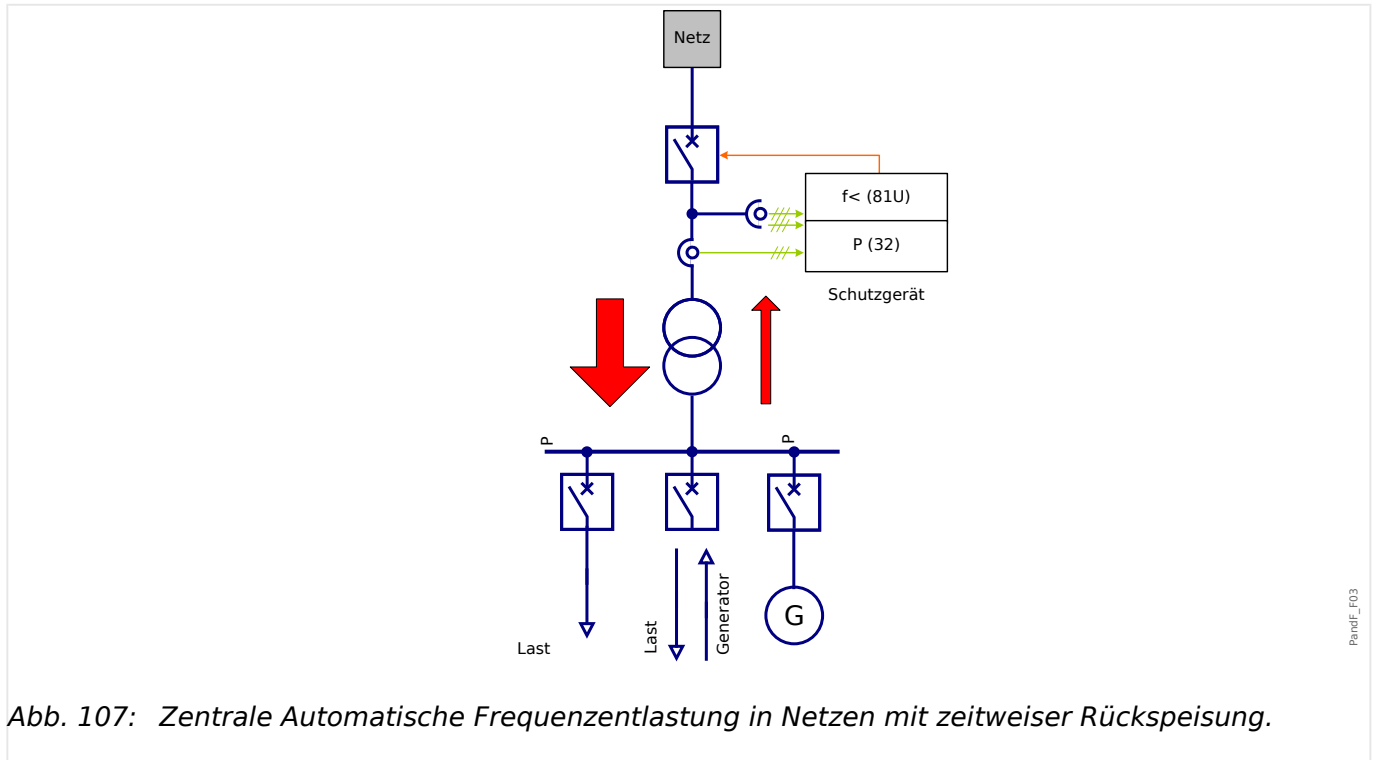 Netz
f< (81U)
P (32)
Schutzgerät
P
P
Last
Last
Generator
G
PandF_F03
Abb. 107: Zentrale Automatische Frequenzentlastung in Netzen mit zeitweiser Rückspeisung.